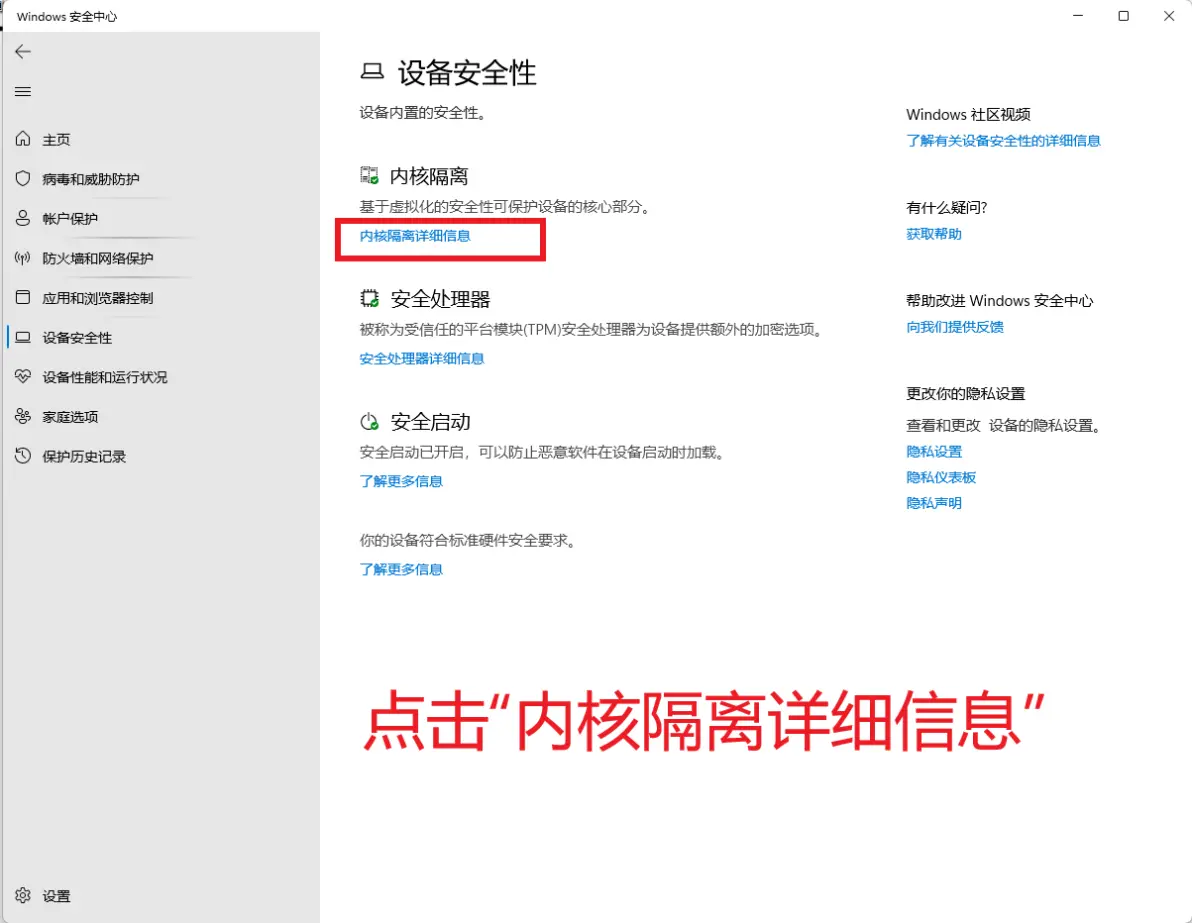 Windows 安全中心
主页
病毒和威胁防护
帐户保护
防火墙和网络保护
应用和浏览器控制
设备安全性
设备性能和运行状况
家庭选项
保护历史记录
设置
设备安全性
设备内置的安全性。
内核隔离
基于虚拟化的安全性可保护设备的核心部分。
内核隔离详细信息
安全处理器
被称为受信任的平台模块(TPM)安全处理器为设备提供额外的加密选项。
安全处理器详细信息
安全启动
安全启动已开启，可以防止恶意软件在设备启动时加载。
了解更多信息
你的设备符合标准硬件安全要求。
了解更多信息
点击“内核隔离详细信息”
Windows 社区视频
了解有关设备安全性的详细信息
有什么疑问?
获取帮助
帮助改进 Windows 安全中心
向我们提供反馈
更改你的隐私设置
查看和更改 设备的隐私设置。
隐私设置
隐私仪表板
隐私声明